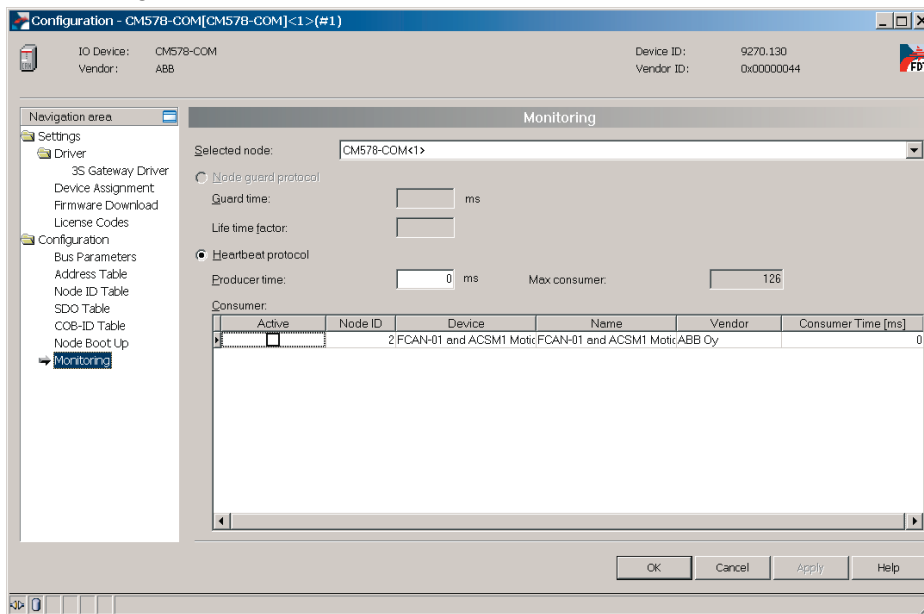 Configuration - CM578-COM[CM578-COM]<1>(#1)
IO Device: CM578-COM Device ID: 9270.130
Vendor: ABB Vendor ID: 0x00000044
FDT
Navigation area
Monitoring
Settings
Driver
3S Gateway Driver
Device Assignment
Firmware Download
License Codes
Configuration
Bus Parameters
Address Table
Node ID Table
SDO Table
COB-ID Table
Node Boot Up
Monitoring
Selected node: CM578-COM<1>
Node guard protocol
Guard time: ms
Life time factor:
Heartbeat protocol
Producer time: 0 ms Max consumer: 126
Consumer:
Active Node ID Device Name Vendor Consumer Time [ms]
2 FCAN-01 and ACSM1 Motic FCAN-01 and ACSM1 Motic ABB Oy 0
OK Cancel Apply Help